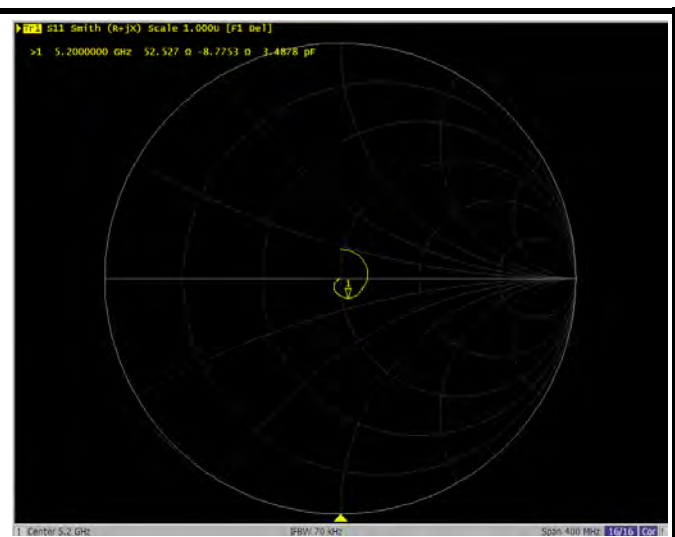 Tr1 S11 Smith (R+jX) Scale 1.000U [F1 Del]
>1 5.2000000 GHz 52.527 Ω -8.7753 Ω 3.4878 pF
1
1 Center 5.2 GHz IFBW 70 kHz Span 400 MHz 16/16 Cor !